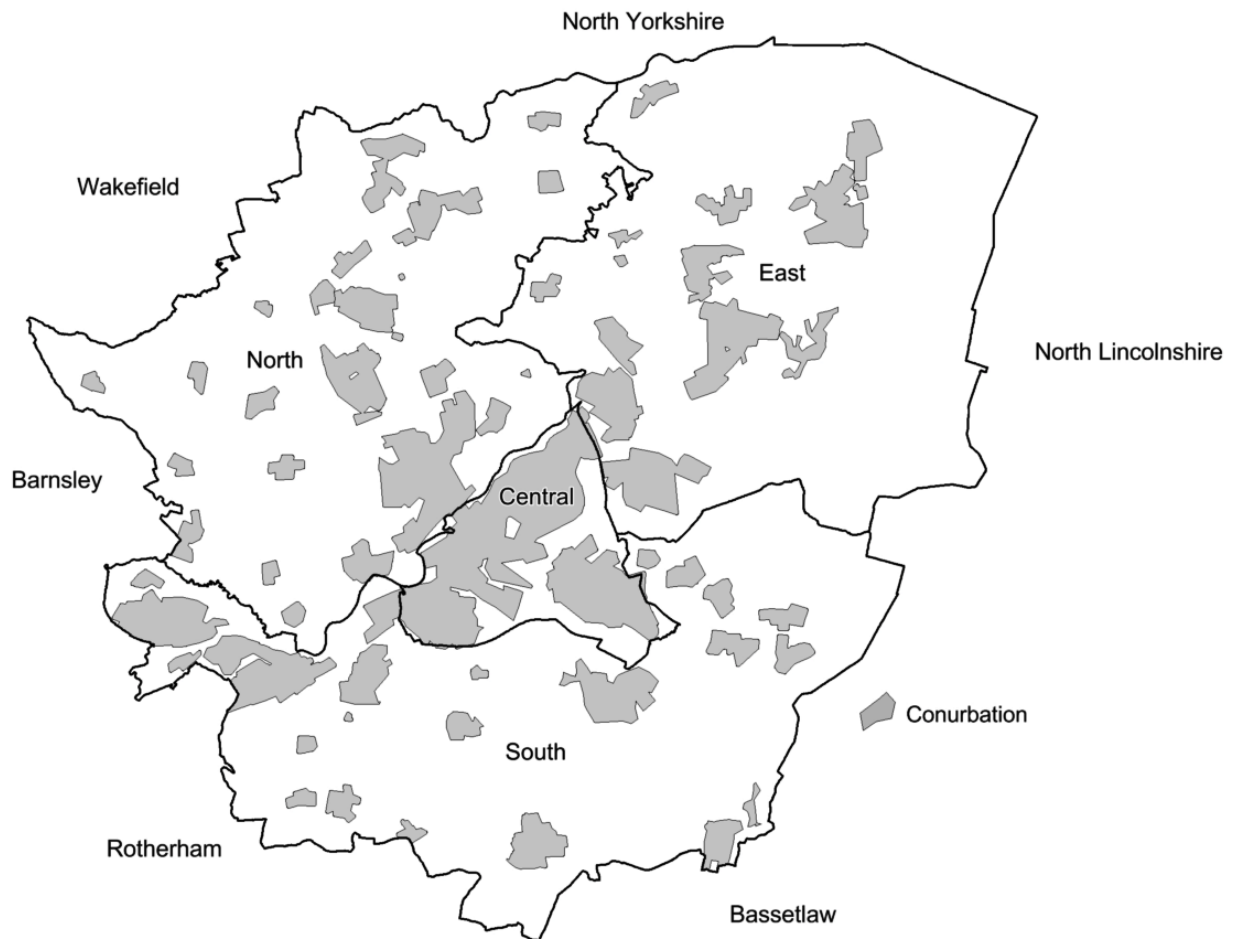 North Yorkshire
Wakefield
East
North Lincolnshire
North
Barnsley
Central
Conurbation
South
Rotherham
Bassetlaw